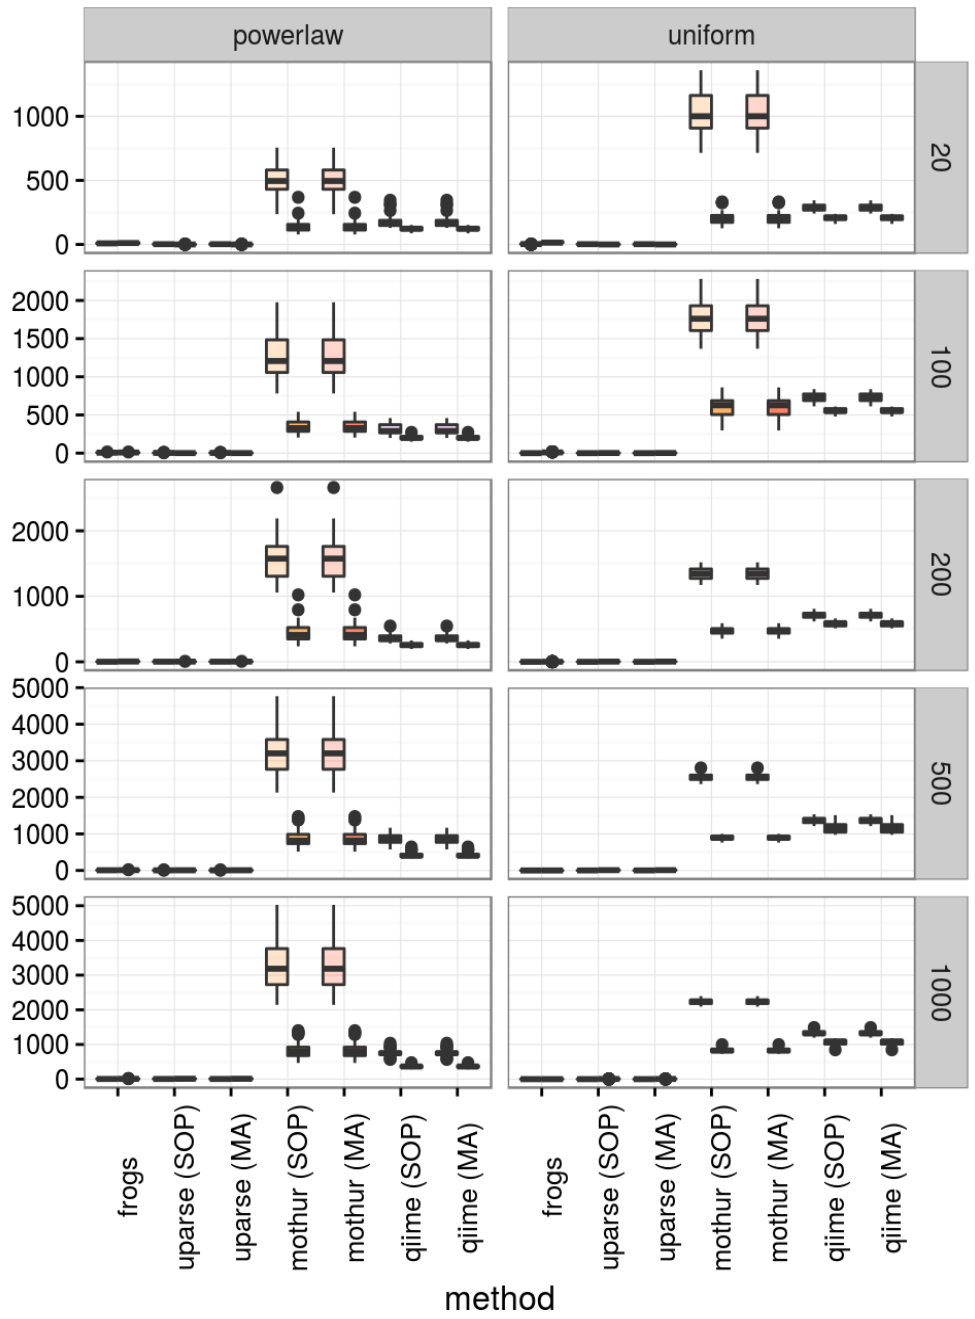 powerlaw
uniform
1000
500
0
20
2000
1500
1000
500
0
100
2000
1000
0
200
5000
4000
3000
2000
1000
0
500
5000
4000
3000
2000
1000
0
1000
frogs
uparse (SOP)
uparse (MA)
mothur (SOP)
mothur (MA)
qiime (SOP)
qiime (MA)
frogs
uparse (SOP)
uparse (MA)
mothur (SOP)
mothur (MA)
qiime (SOP)
qiime (MA)
method